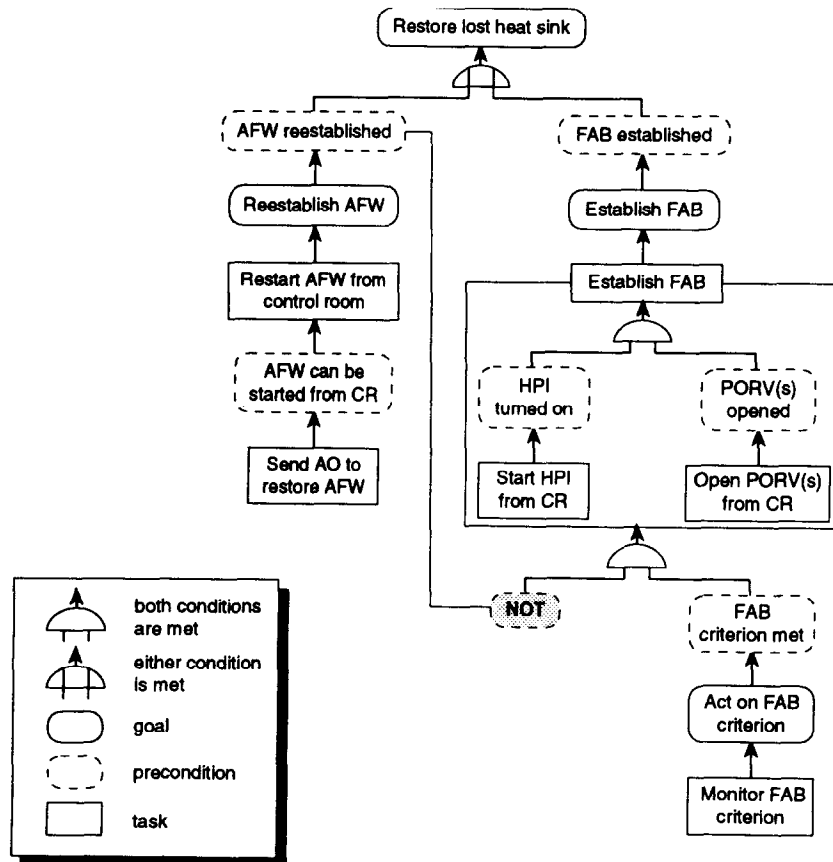 Restore lost heat sink
AFW reestablished
FAB established
Reestablish AFW
Establish FAB
Restart AFW from
control room
Establish FAB
AFW can be
started from CR
HPI
turned on
PORV(s)
opened
Send AO to
restore AFW
Start HPI
from CR
Open PORV(s)
from CR
NOT
FAB
criterion met
Act on FAB
criterion
Monitor FAB
criterion
both conditions
are met
either condition
is met
goal
precondition
task